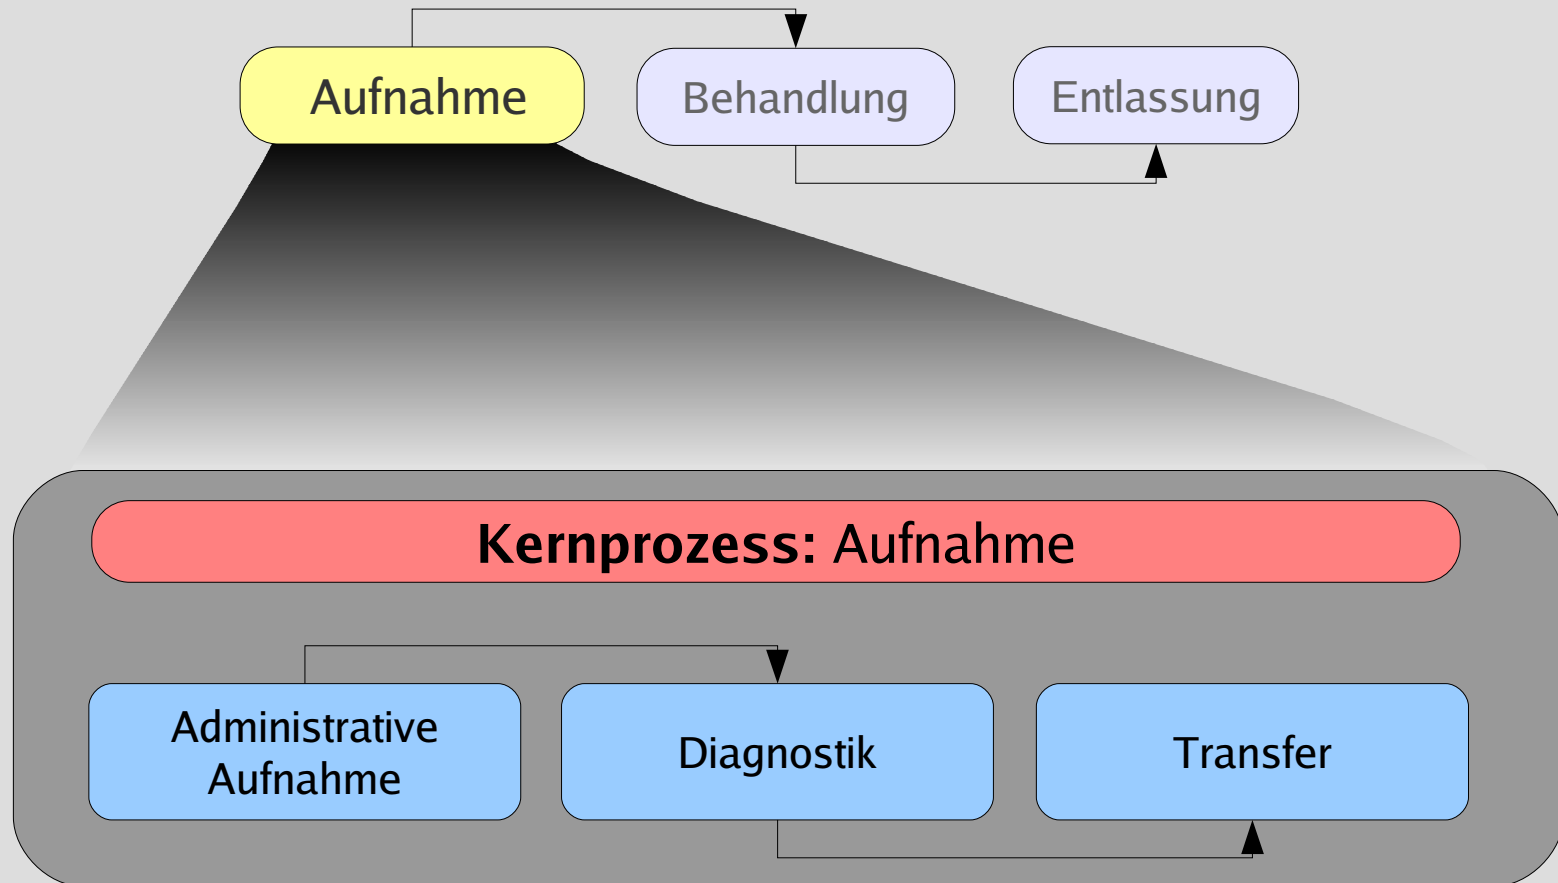 Aufnahme
Behandlung
Entlassung
Kernprozess: Aufnahme
Administrative
Aufnahme
Diagnostik
Transfer